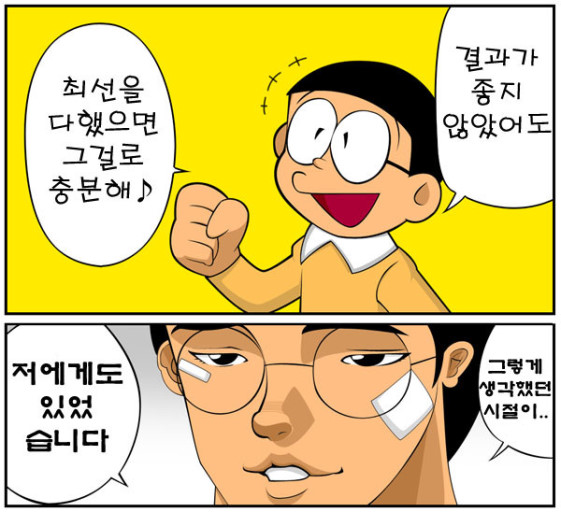 결과가
좋지
않았어도
최선을
다했으면
그걸로
충분해♪
그렇게
생각했던
시절이..
저에게도
있었
습니다